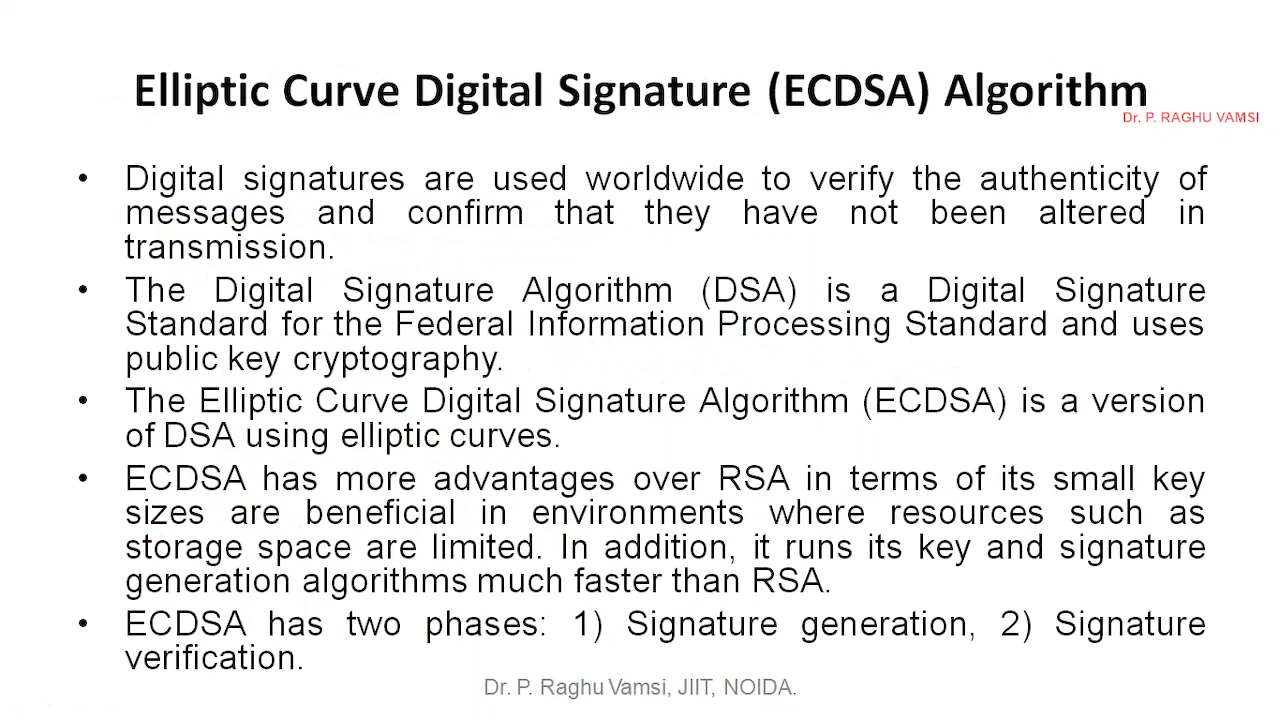 Elliptic Curve Digital Signature (ECDSA) Algorithm
Dr. P. RAGHU VAMSI
• Digital signatures are used worldwide to verify the authenticity of
messages and confirm that they have not been altered in
transmission.
• The Digital Signature Algorithm (DSA) is a Digital Signature
Standard for the Federal Information Processing Standard and uses
public key cryptography.
• The Elliptic Curve Digital Signature Algorithm (ECDSA) is a version
of DSA using elliptic curves.
• ECDSA has more advantages over RSA in terms of its small key
sizes are beneficial in environments where resources such as
storage space are limited. In addition, it runs its key and signature
generation algorithms much faster than RSA.
• ECDSA has two phases: 1) Signature generation, 2) Signature
verification.
Dr. P. Raghu Vamsi, JIIT, NOIDA.